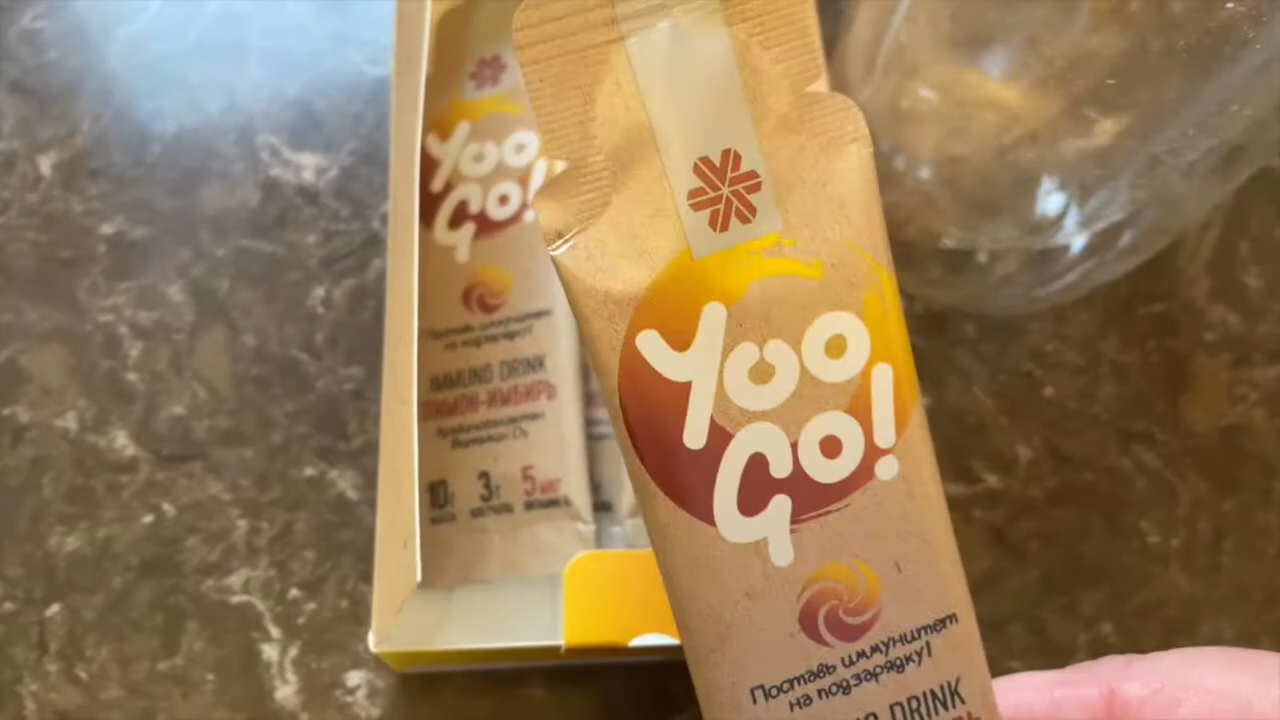 Yoo
Go!
Поставь иммунитет
на подзарядку!
IMMUNO DRINK
ЛИМОН-ИМБИРЬ
10г 3г 5мкг
Yoo
Go!
Поставь иммунитет
на подзарядку!
DRINK